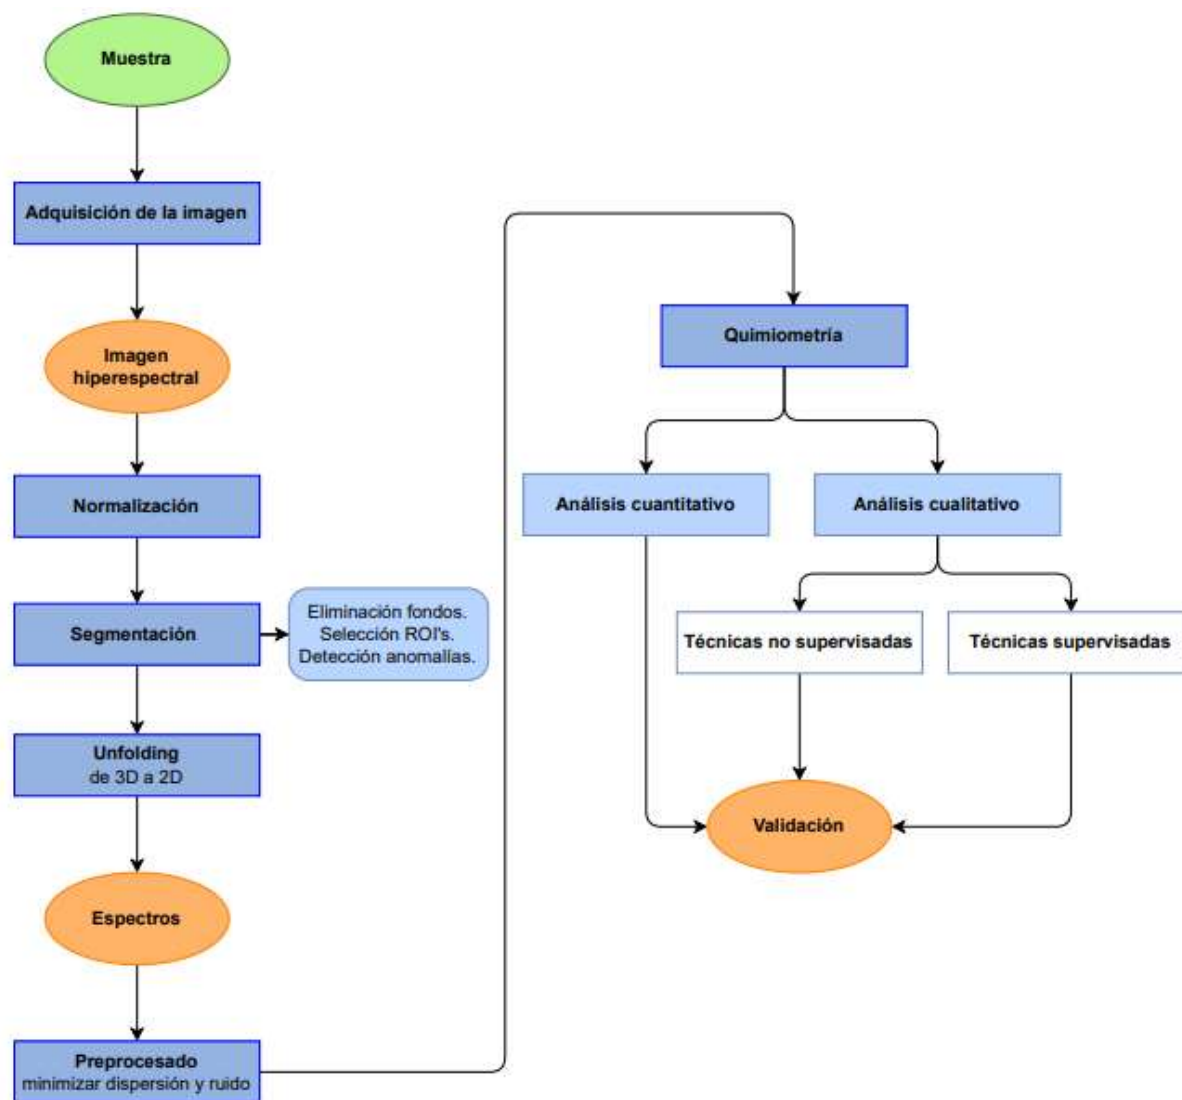 Muestra
Adquisición de la imagen
Imagen
hiperespectral
Normalización
Segmentación
Eliminación fondos.
Selección ROI's.
Detección anomalías.
Unfolding
de 3D a 2D
Espectros
Preprocesado
minimizar dispersión y ruido
Quimiometría
Análisis cuantitativo
Análisis cualitativo
Técnicas no supervisadas
Técnicas supervisadas
Validación